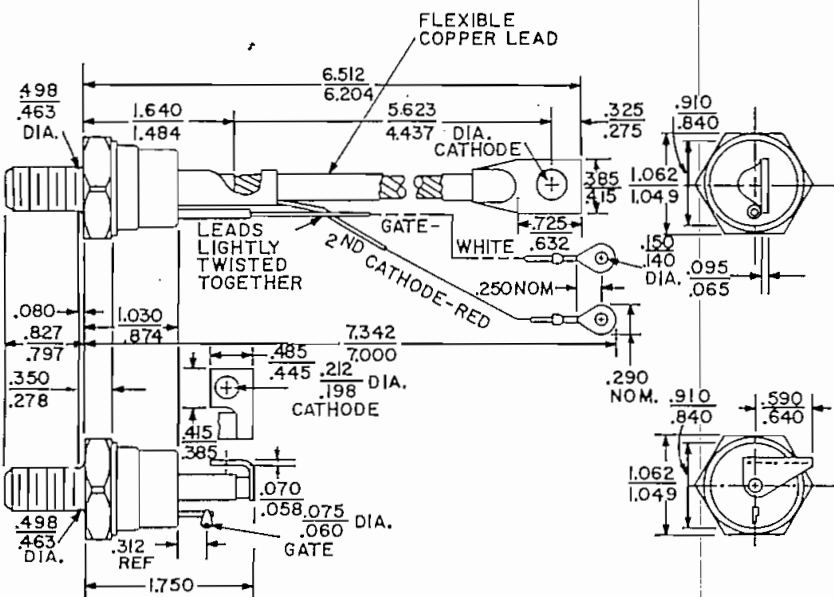 FLEXIBLE
COPPER LEAD
6.512
6.204
.498
.463
DIA.
1.640
1.484
5.623
4.437
DIA.
CATHODE
.325
.275
.910
.840
.385
.415
1.062
1.049
LEADS
LIGHTLY
TWISTED
TOGETHER
GATE-
WHITE
2ND CATHODE-RED
.725
.632
.150
.140
DIA.
.095
.065
.250 NOM
.080
1.030
.874
.827
.797
7.342
7.000
.350
.278
.485
.445
.212
.198
DIA.
CATHODE
.290
NOM.
.910
.840
.590
.640
.415
.385
1.062
1.049
.070
.058
.075
.060
DIA.
GATE
.498
.463
DIA.
.312
REF
1.750